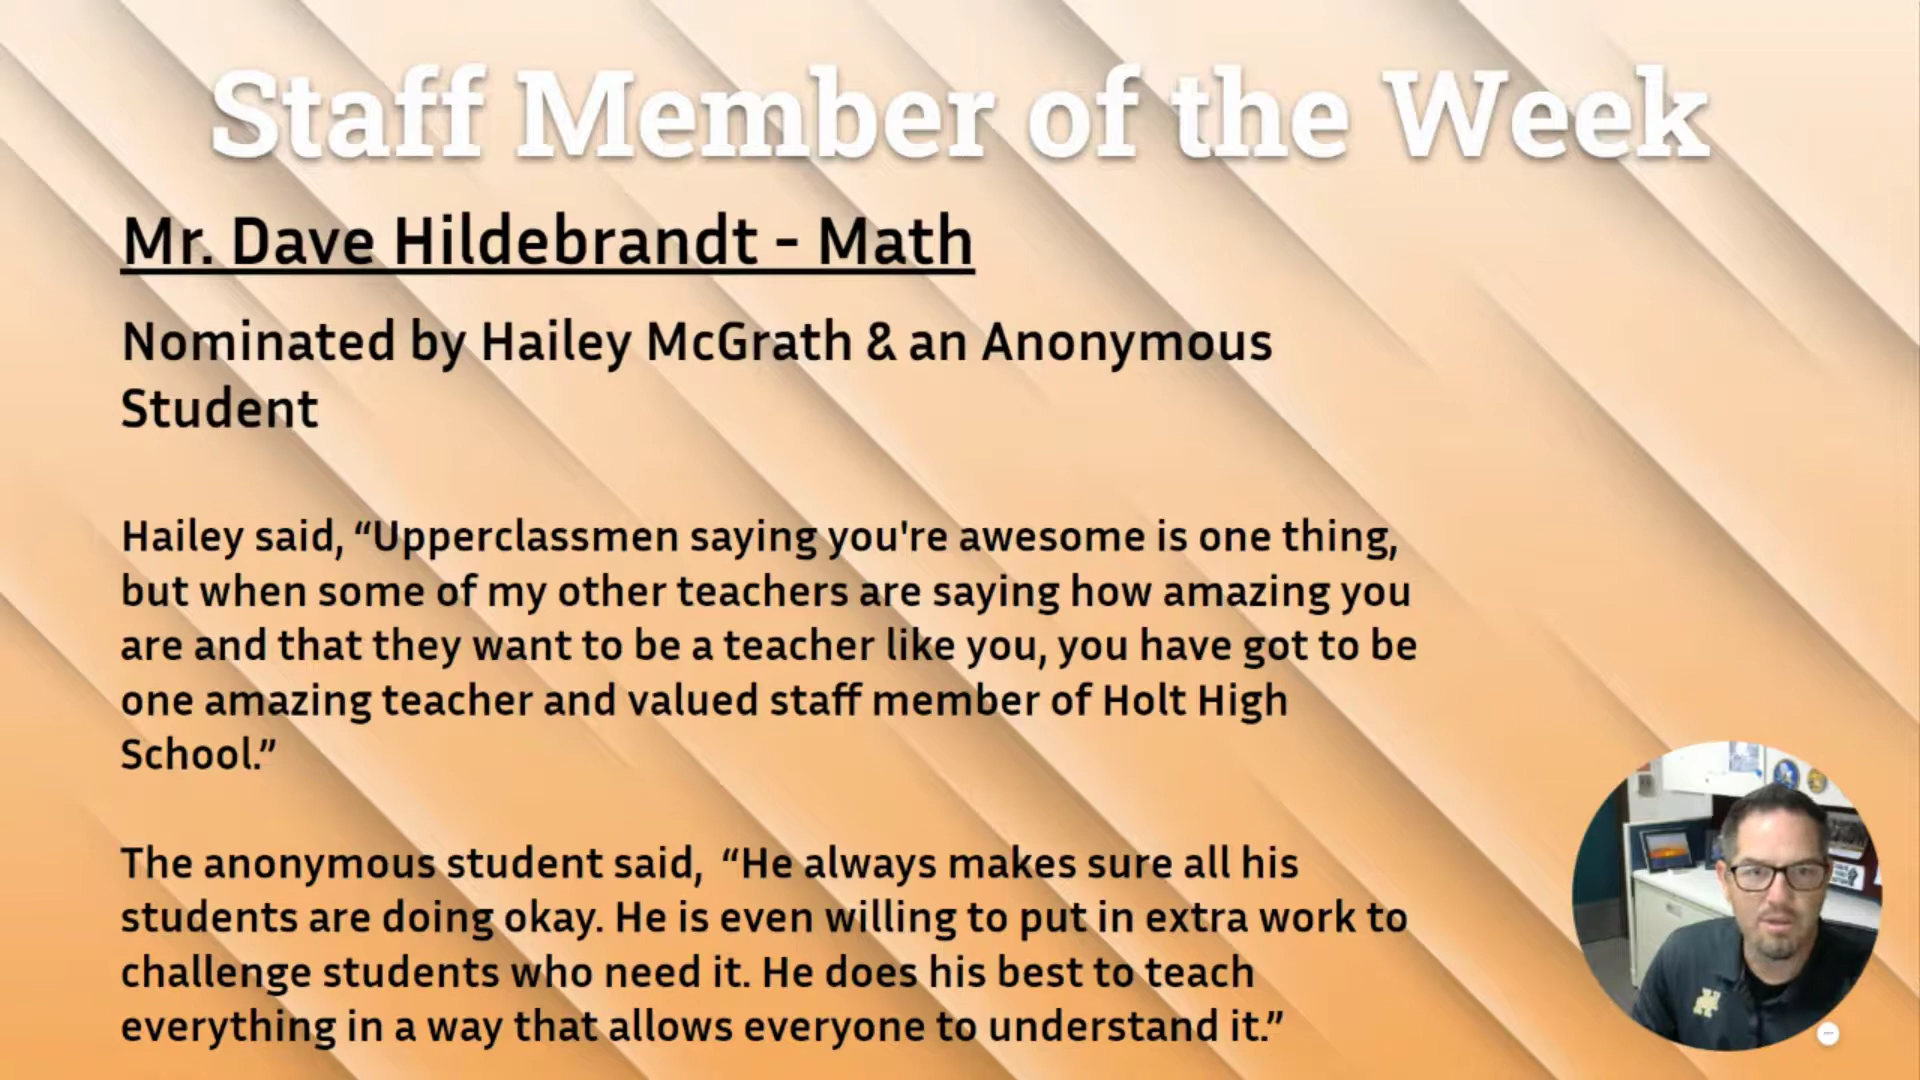 Staff Member of the Week
Mr. Dave Hildebrandt - Math
Nominated by Hailey McGrath & an Anonymous
Student
Hailey said, “Upperclassmen saying you're awesome is one thing,
but when some of my other teachers are saying how amazing you
are and that they want to be a teacher like you, you have got to be
one amazing teacher and valued staff member of Holt High
School.”
The anonymous student said,  “He always makes sure all his
students are doing okay. He is even willing to put in extra work to
challenge students who need it. He does his best to teach
everything in a way that allows everyone to understand it.”